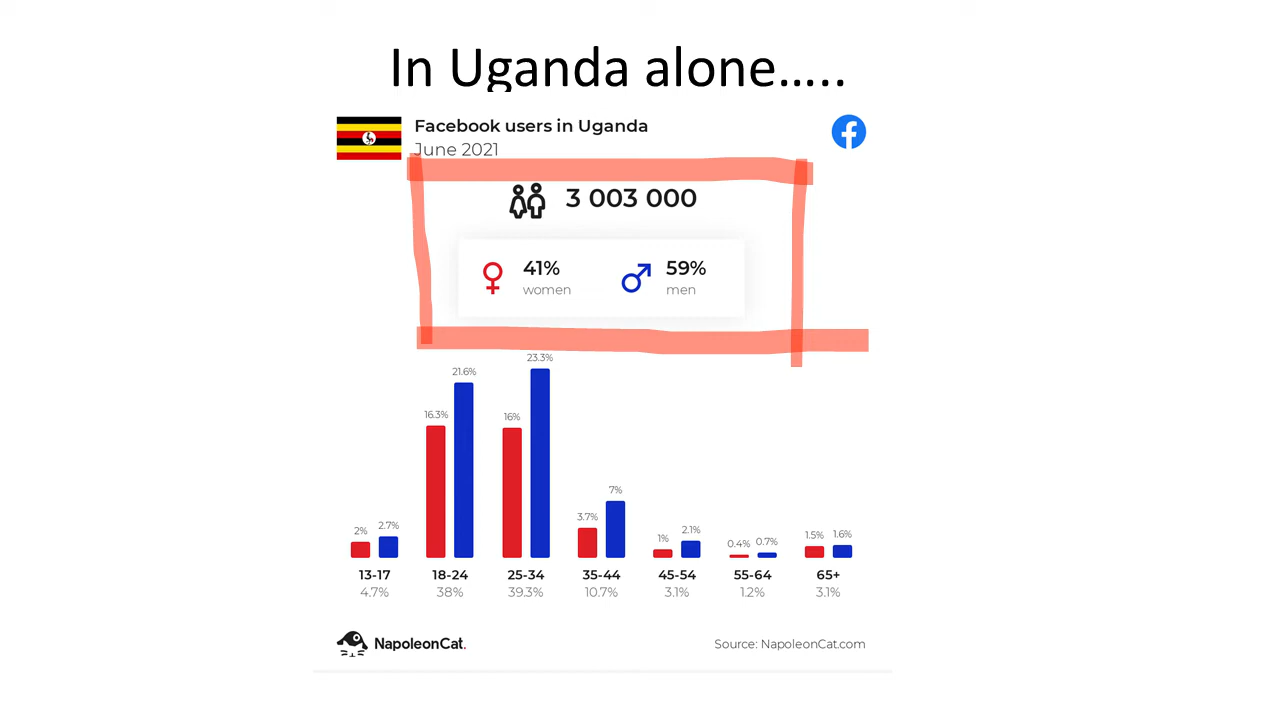 In Uganda alone.....
Facebook users in Uganda
June 2021
3 003 000
41% 59%
women men
2% 2.7% 16.3% 21.6% 16% 23.3% 3.7% 7% 1% 2.1% 0.4% 0.7% 1.5% 1.6%
13-17 18-24 25-34 35-44 45-54 55-64 65+
4.7% 38% 39.3% 10.7% 3.1% 1.2% 3.1%
NapoleonCat. Source: NapoleonCat.com